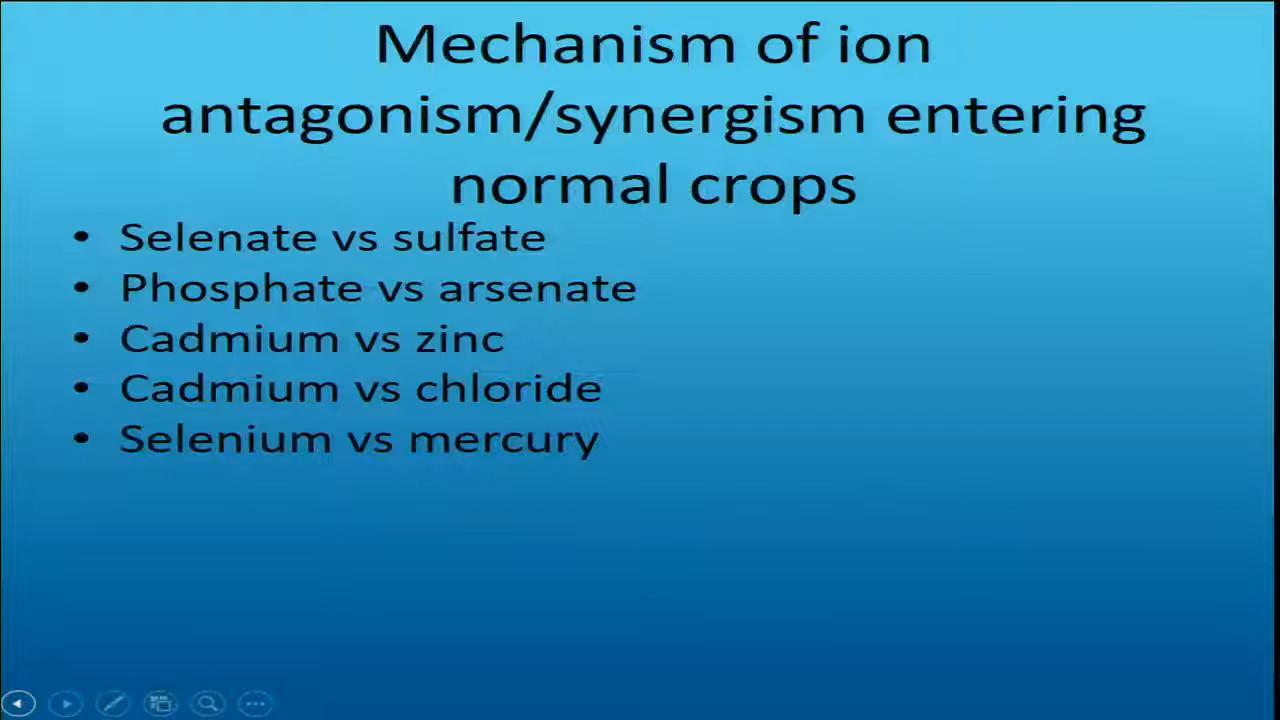 Mechanism of ion
antagonism/synergism entering
normal crops
• Selenate vs sulfate
• Phosphate vs arsenate
• Cadmium vs zinc
• Cadmium vs chloride
• Selenium vs mercury